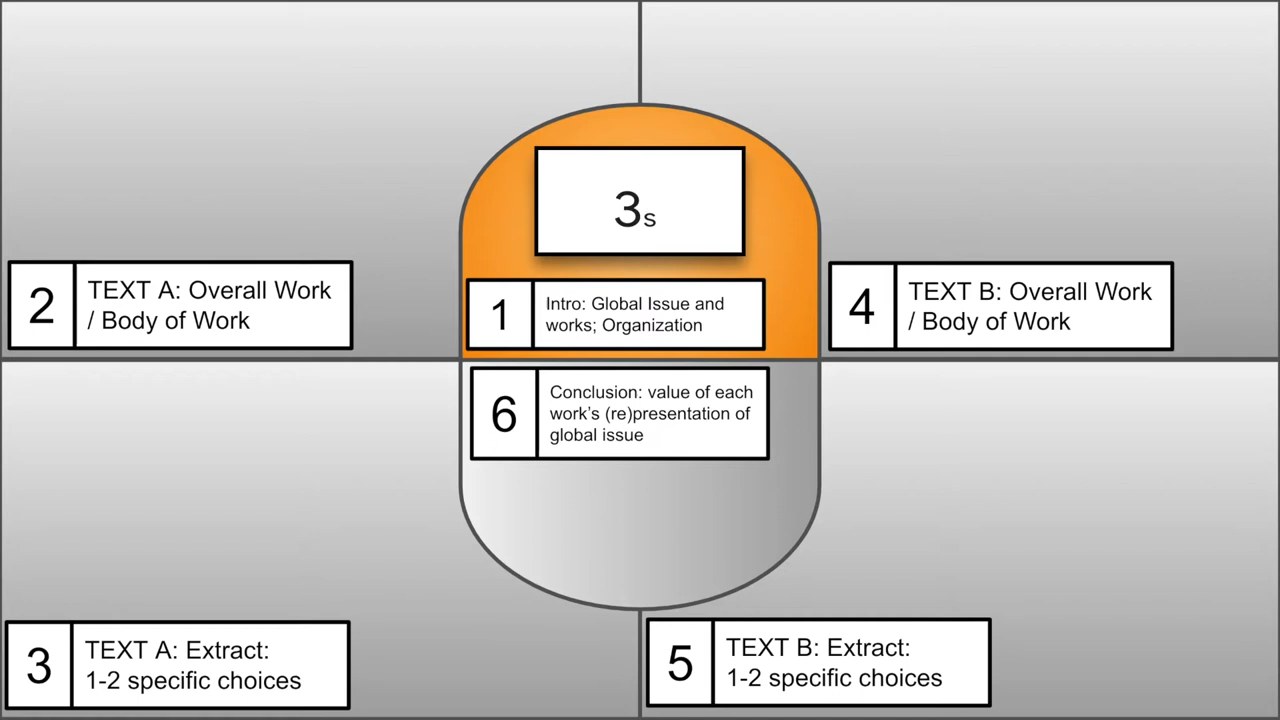 3s
1
Intro: Global Issue and
works; Organization
2
TEXT A: Overall Work
/ Body of Work
4
TEXT B: Overall Work
/ Body of Work
6
Conclusion: value of each
work's (re)presentation of
global issue
3
TEXT A: Extract:
1-2 specific choices
5
TEXT B: Extract:
1-2 specific choices